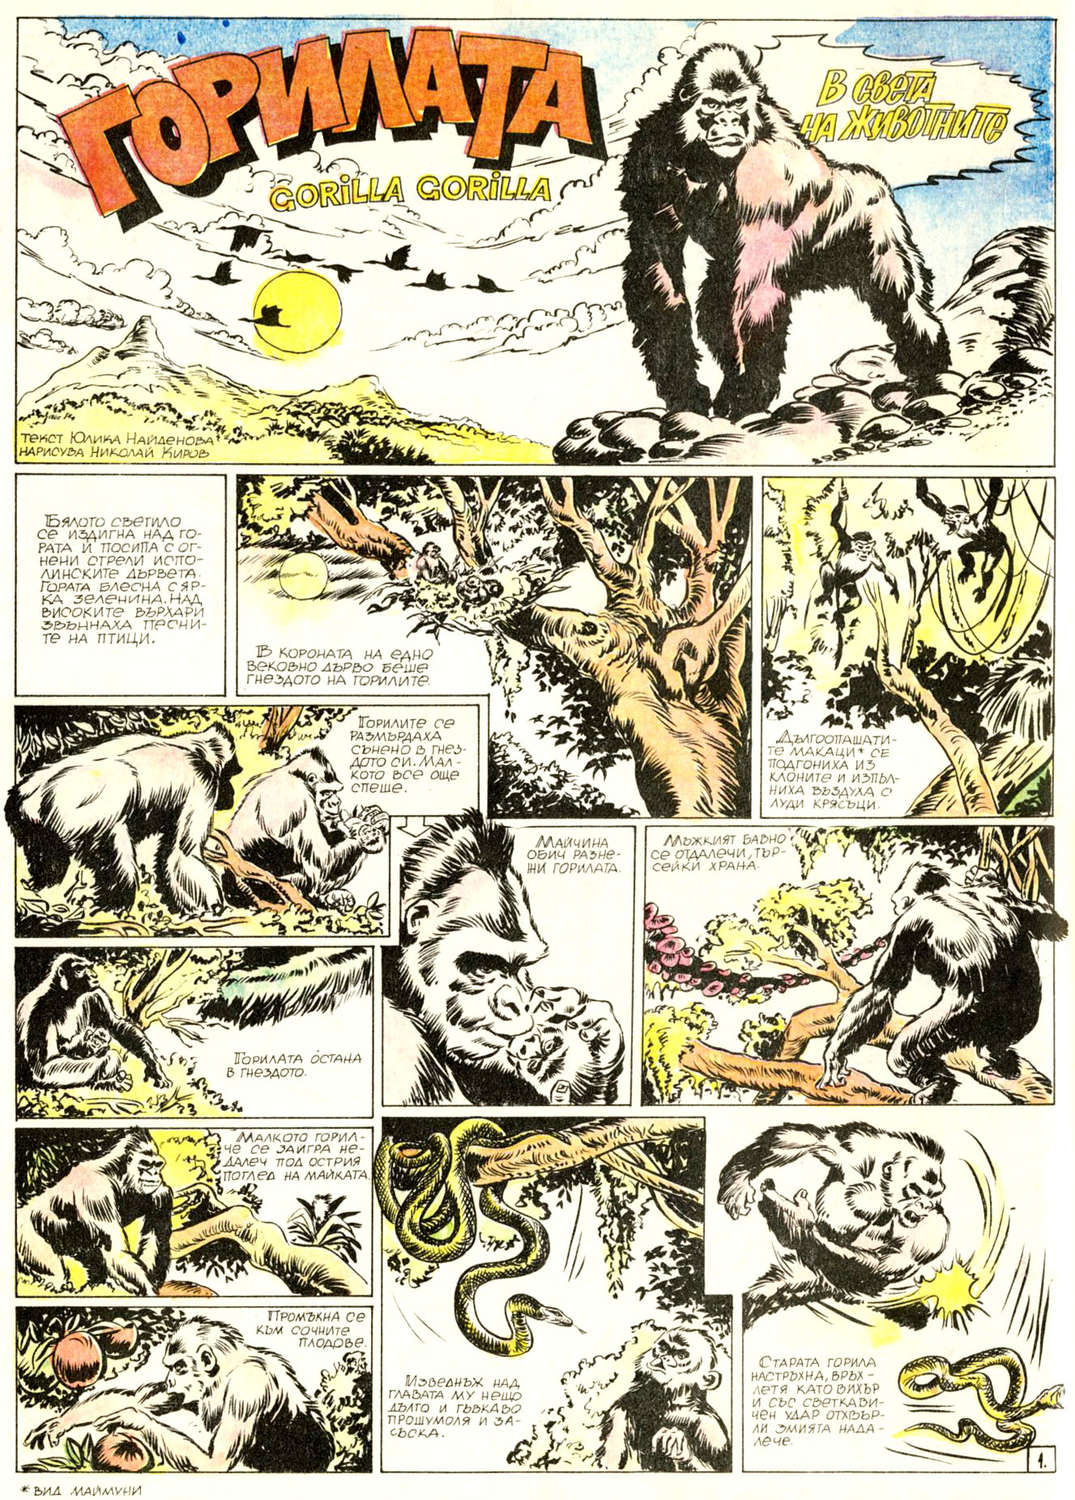 ГОРИЛАТА
GORILLA GORILLA
В СВЕТА
НА ЖИВОТНИТЕ
ТЕКСТ ЮЛИКА НАЙДЕНОВА
НАРИСУВА НИКОЛАЙ КИРОВ
БЯЛОТО СВЕТИЛО
СЕ ИЗДИГНА НАД ГО-
РАТА И ПОСИПА С ОГ-
НЕНИ СТРЕЛИ ИСПО-
ЛИНСКИТЕ ДЪРВЕТА.
ГОРАТА БЛЕСНА С ЯР-
КА ЗЕЛЕНИНА. НАД
ВИСОКИТЕ ВЪРХАРИ
ЗВЪННАХА ПЕСНИ-
ТЕ НА ПТИЦИ.
В КОРОНАТА НА ЕДНО
ВЕКОВНО ДЪРВО БЕШЕ
ГНЕЗДОТО НА ГОРИЛИТЕ.
ДЪЛГООПАШАТИ-
ТЕ МАКАЦИ* СЕ
ПОДГОНИХА ИЗ
КЛОНИТЕ И ИЗПЪЛ-
НИХА ВЪЗДУХА С
ЛУДИ КРЯСЪЦИ.
ГОРИЛИТЕ СЕ
РАЗМЪРДАХА
СЪНЕНО В ГНЕЗ-
ДОТО СИ. МАЛ-
КОТО ВСЕ ОЩЕ
СПЕШЕ.
МАЙЧИНА
ОБИЧ РАЗНЕ-
ЖИ ГОРИЛАТА.
МЪЖКИЯТ БАВНО
СЕ ОТДАЛЕЧИ, ТЪР-
СЕЙКИ ХРАНА.
ГОРИЛАТА ОСТАНА
В ГНЕЗДОТО.
МАЛКОТО ГОРИЛ-
ЧЕ СЕ ЗАИГРА НЕ-
ДАЛЕЧ ПОД ОСТРИЯ
ПОГЛЕД НА МАЙКАТА.
ПРОМЪКНА СЕ
КЪМ СОЧНИТЕ
ПЛОДОВЕ.
ИЗВЕДНЪЖ НАД
ГЛАВАТА МУ НЕЩО
ДЪЛГО И ГЪВКАВО
ПРОШУМОЛЯ И ЗА-
СЪСКА.
СТАРАТА ГОРИЛА
НАСТРЪХНА, ВРЪХ-
ЛЕТЯ КАТО ВИХЪР
И СЪС СВЕТКАВИ-
ЧЕН УДАР ОТХВЪР-
ЛИ ЗМИЯТА НАДА-
ЛЕЧЕ.
1.
* ВИД МАЙМУНИ